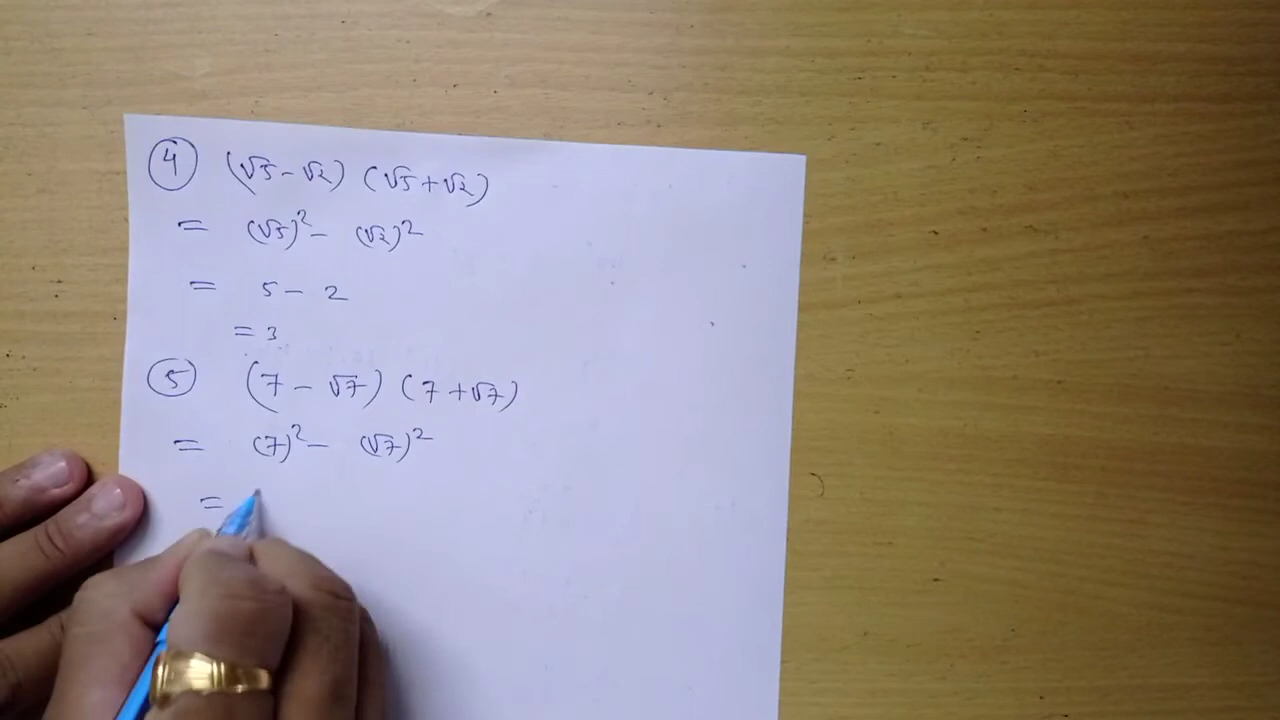 ④ (√5 - √2) (√5 + √2)
= (√5)² - (√2)²
= 5 - 2
= 3
⑤ (7 - √7) (7 + √7)
= (7)² - (√7)²
=